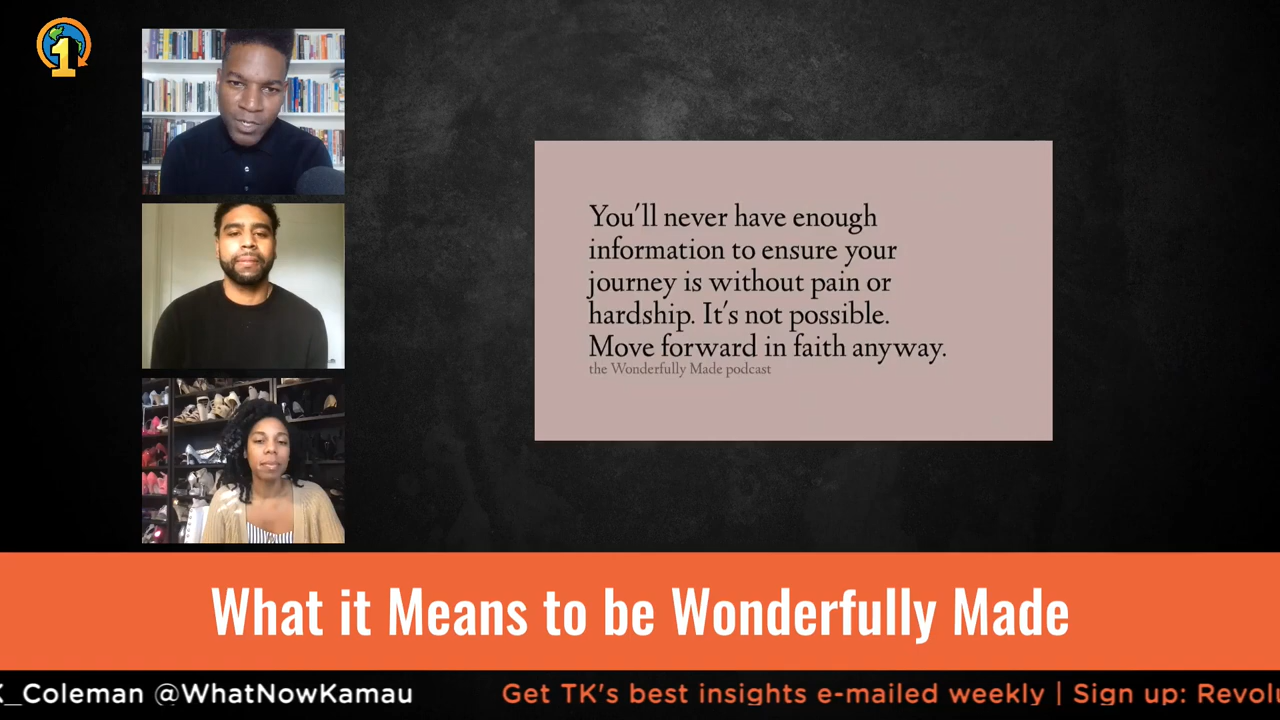 1
You'll never have enough
information to ensure your
journey is without pain or
hardship. It's not possible.
Move forward in faith anyway.
the Wonderfully Made podcast
What it Means to be Wonderfully Made
_Coleman @WhatNowKamau Get TK's best insights e-mailed weekly | Sign up: Revolu